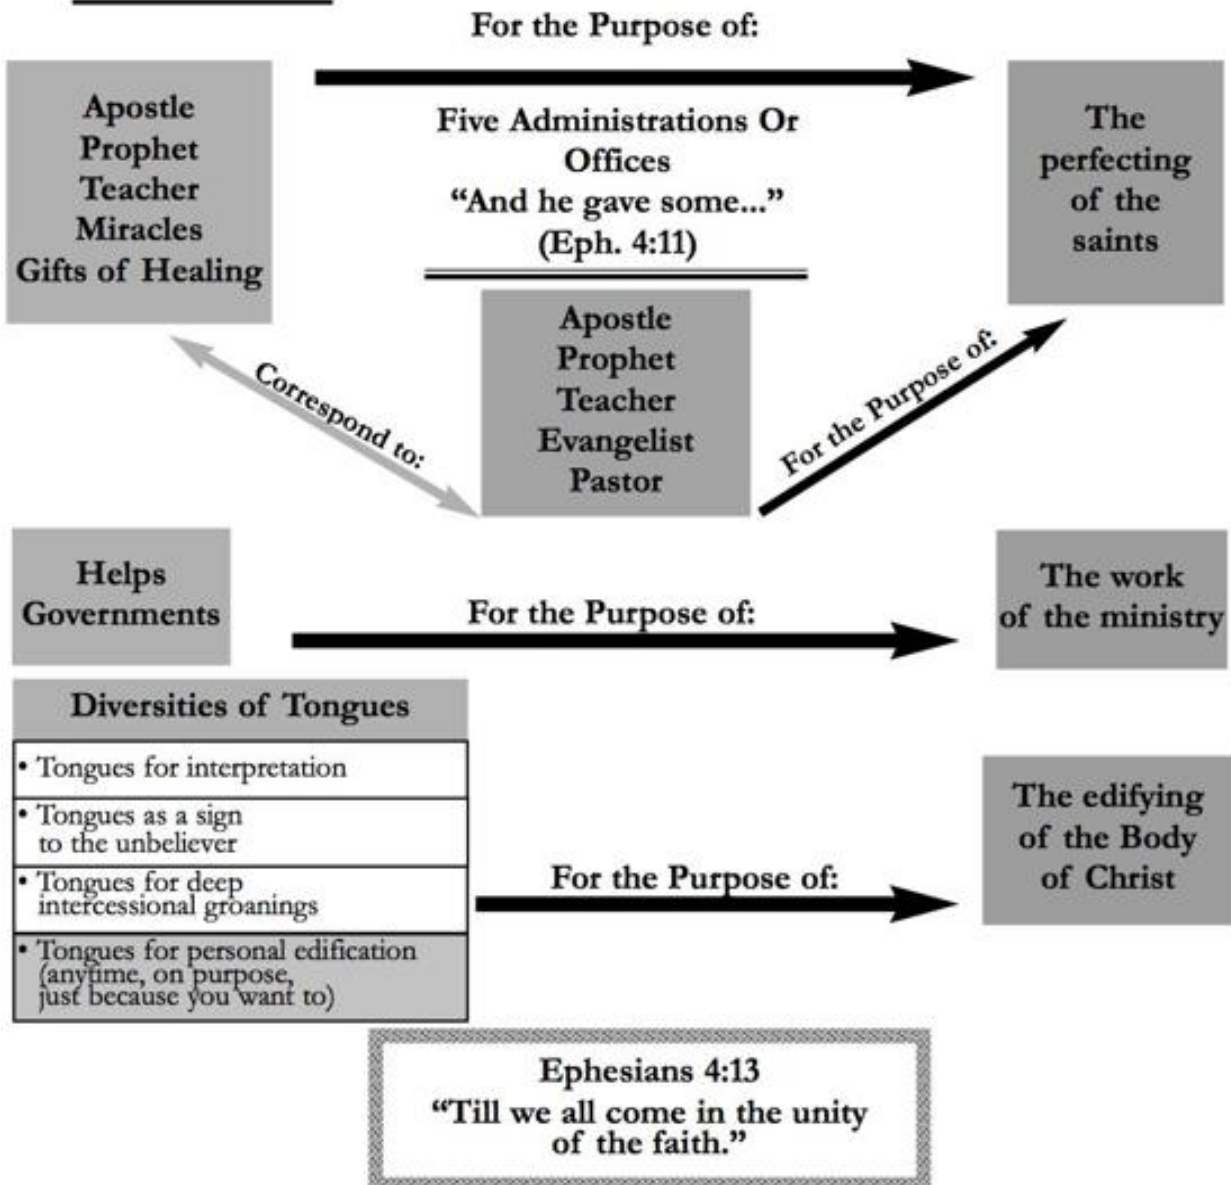 For the Purpose of:
Apostle
Prophet
Teacher
Miracles
Gifts of Healing
Five Administrations Or
Offices
“And he gave some...”
(Eph. 4:11)
The
perfecting
of the
saints
Apostle
Prophet
Teacher
Evangelist
Pastor
Correspond to:
For the Purpose of:
Helps
Governments
For the Purpose of:
The work
of the ministry
Diversities of Tongues
• Tongues for interpretation
• Tongues as a sign
to the unbeliever
• Tongues for deep
intercessional groanings
• Tongues for personal edification
(anytime, on purpose,
just because you want to)
For the Purpose of:
The edifying
of the Body
of Christ
Ephesians 4:13
“Till we all come in the unity
of the faith.”